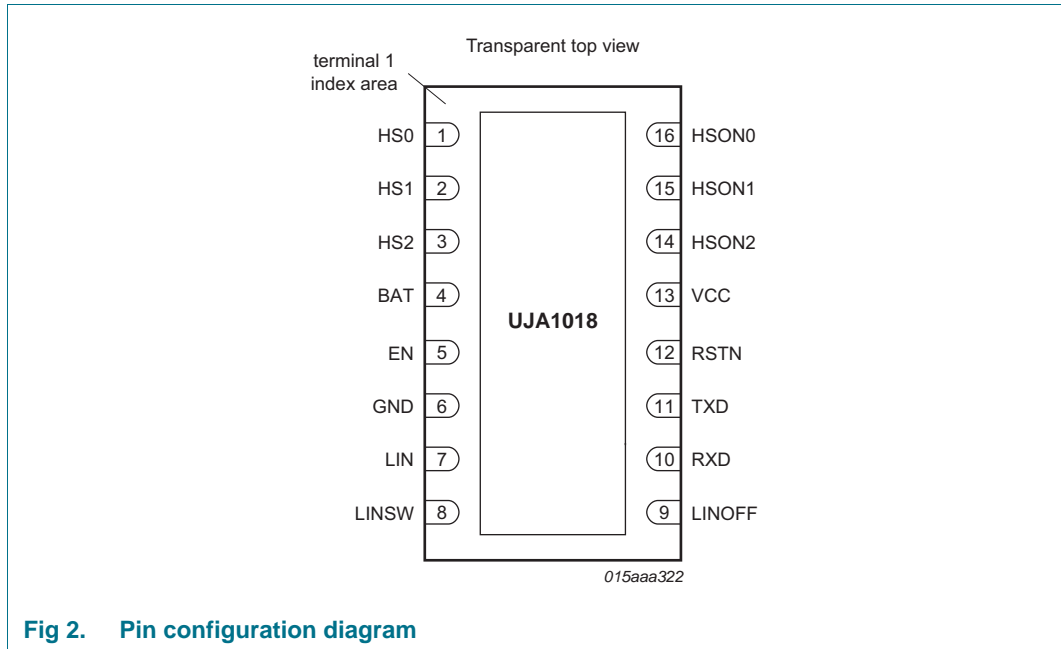 Transparent top view
terminal 1
index area
HS0 1
16 HSON0
HS1 2
15 HSON1
HS2 3
14 HSON2
BAT 4
13 VCC
UJA1018
EN 5
12 RSTN
GND 6
11 TXD
LIN 7
10 RXD
LINSW 8
9 LINOFF
015aaa322
Fig 2. Pin configuration diagram